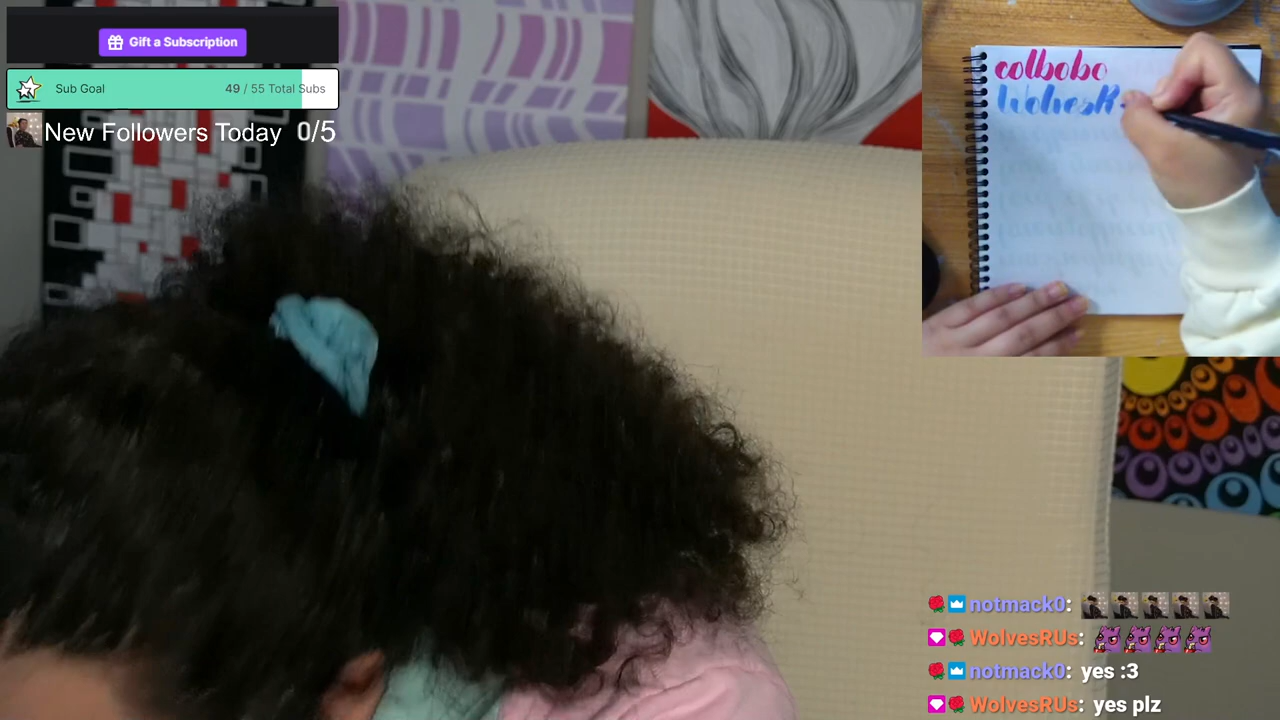 Gift a Subscription
Sub Goal 49 / 55 Total Subs
New Followers Today 0/5
colbobo
WolvesR
notmack0:
WolvesRUs:
notmack0: yes :3
WolvesRUs: yes plz